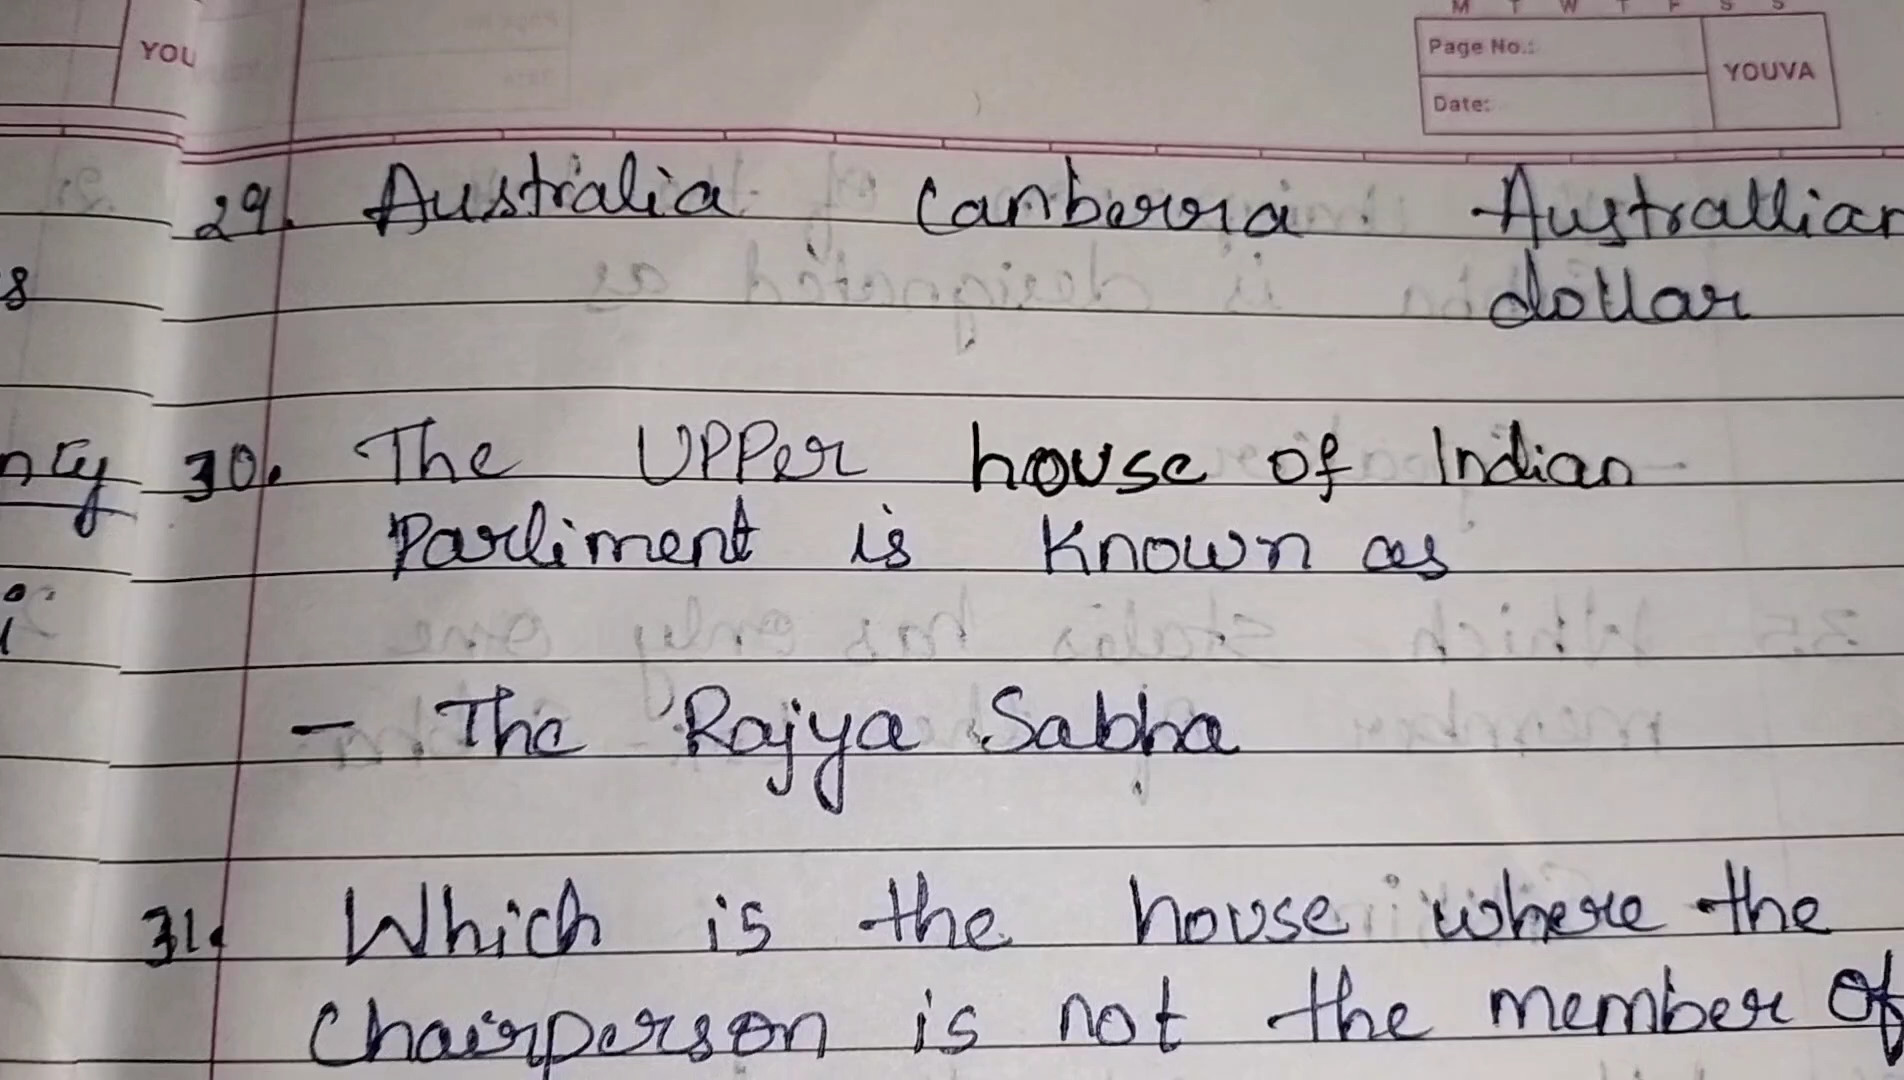 M T W T F S S
YOU
Page No.:
YOUVA
Date:
29. Australia Canberra Australlian
dollar
30. The UPPer house of Indian
Parliment is Known as
- The Rajya Sabha
31. Which is the house where the
Chairperson is not the member of